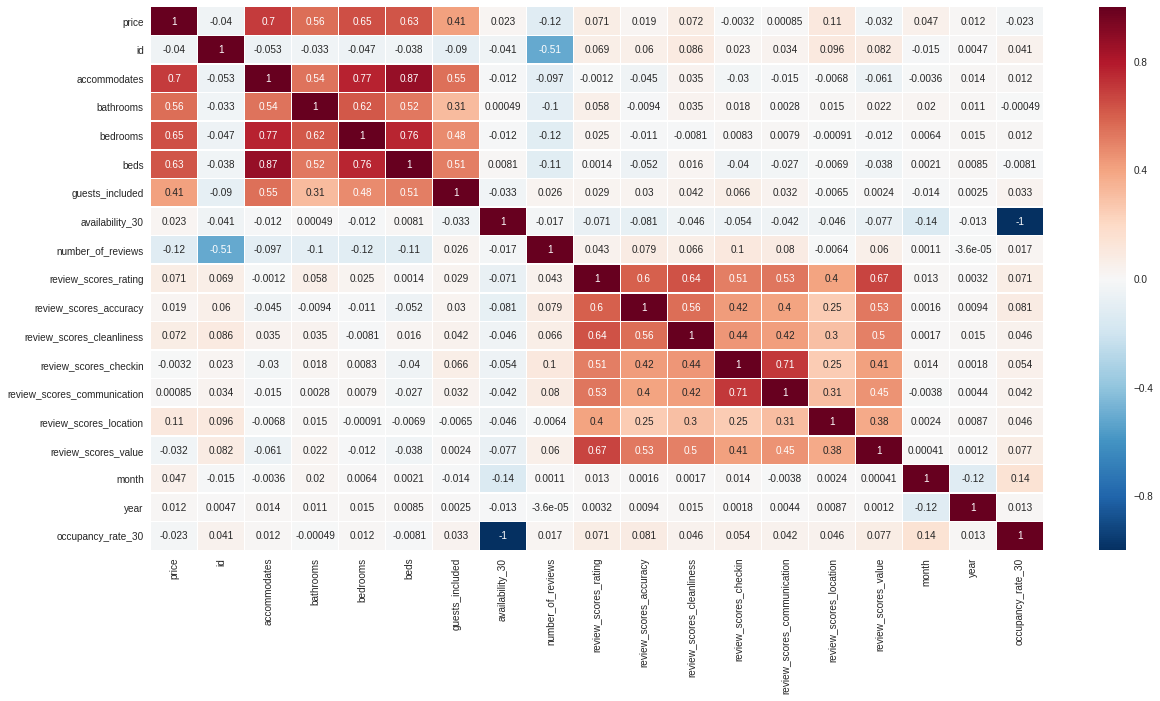 price 1 -0.04 0.7 0.56 0.65 0.63 0.41 0.023 -0.12 0.071 0.019 0.072 -0.0032 0.00085 0.11 -0.032 0.047 0.012 -0.023
id -0.04 1 -0.053 -0.033 -0.047 -0.038 -0.09 -0.041 -0.51 0.069 0.06 0.086 0.023 0.034 0.096 0.082 -0.015 0.0047 0.041
accommodates 0.7 -0.053 1 0.54 0.77 0.87 0.55 -0.012 -0.097 -0.0012 -0.045 0.035 -0.03 -0.015 -0.0068 -0.061 -0.0036 0.014 0.012
bathrooms 0.56 -0.033 0.54 1 0.62 0.52 0.31 0.00049 -0.1 0.058 -0.0094 0.035 0.018 0.0028 0.015 0.022 0.02 0.011 -0.00049
bedrooms 0.65 -0.047 0.77 0.62 1 0.76 0.48 -0.012 -0.12 0.025 -0.011 -0.0081 0.0083 0.0079 -0.00091 -0.012 0.0064 0.015 0.012
beds 0.63 -0.038 0.87 0.52 0.76 1 0.51 0.0081 -0.11 0.0014 -0.052 0.016 -0.04 -0.027 -0.0069 -0.038 0.0021 0.0085 -0.0081
guests_included 0.41 -0.09 0.55 0.31 0.48 0.51 1 -0.033 0.026 0.029 0.03 0.042 0.066 0.032 -0.0065 0.0024 -0.014 0.0025 0.033
availability_30 0.023 -0.041 -0.012 0.00049 -0.012 0.0081 -0.033 1 -0.017 -0.071 -0.081 -0.046 -0.054 -0.042 -0.046 -0.077 -0.14 -0.013 -1
number_of_reviews -0.12 -0.51 -0.097 -0.1 -0.12 -0.11 0.026 -0.017 1 0.043 0.079 0.066 0.1 0.08 -0.0064 0.06 0.0011 -3.6e-05 0.017
review_scores_rating 0.071 0.069 -0.0012 0.058 0.025 0.0014 0.029 -0.071 0.043 1 0.6 0.64 0.51 0.53 0.4 0.67 0.013 0.0032 0.071
review_scores_accuracy 0.019 0.06 -0.045 -0.0094 -0.011 -0.052 0.03 -0.081 0.079 0.6 1 0.56 0.42 0.4 0.25 0.53 0.0016 0.0094 0.081
review_scores_cleanliness 0.072 0.086 0.035 0.035 -0.0081 0.016 0.042 -0.046 0.066 0.64 0.56 1 0.44 0.42 0.3 0.5 0.0017 0.015 0.046
review_scores_checkin -0.0032 0.023 -0.03 0.018 0.0083 -0.04 0.066 -0.054 0.1 0.51 0.42 0.44 1 0.71 0.25 0.41 0.014 0.0018 0.054
review_scores_communication 0.00085 0.034 -0.015 0.0028 0.0079 -0.027 0.032 -0.042 0.08 0.53 0.4 0.42 0.71 1 0.31 0.45 -0.0038 0.0044 0.042
review_scores_location 0.11 0.096 -0.0068 0.015 -0.00091 -0.0069 -0.0065 -0.046 -0.0064 0.4 0.25 0.3 0.25 0.31 1 0.38 0.0024 0.0087 0.046
review_scores_value -0.032 0.082 -0.061 0.022 -0.012 -0.038 0.0024 -0.077 0.06 0.67 0.53 0.5 0.41 0.45 0.38 1 0.00041 0.0012 0.077
month 0.047 -0.015 -0.0036 0.02 0.0064 0.0021 -0.014 -0.14 0.0011 0.013 0.0016 0.0017 0.014 -0.0038 0.0024 0.00041 1 -0.12 0.14
year 0.012 0.0047 0.014 0.011 0.015 0.0085 0.0025 -0.013 -3.6e-05 0.0032 0.0094 0.015 0.0018 0.0044 0.0087 0.0012 -0.12 1 0.013
occupancy_rate_30 -0.023 0.041 0.012 -0.00049 0.012 -0.0081 0.033 -1 0.017 0.071 0.081 0.046 0.054 0.042 0.046 0.077 0.14 0.013 1
price
id
accommodates
bathrooms
bedrooms
beds
guests_included
availability_30
number_of_reviews
review_scores_rating
review_scores_accuracy
review_scores_cleanliness
review_scores_checkin
review_scores_communication
review_scores_location
review_scores_value
month
year
occupancy_rate_30
0.8
0.4
0.0
−0.4
−0.8